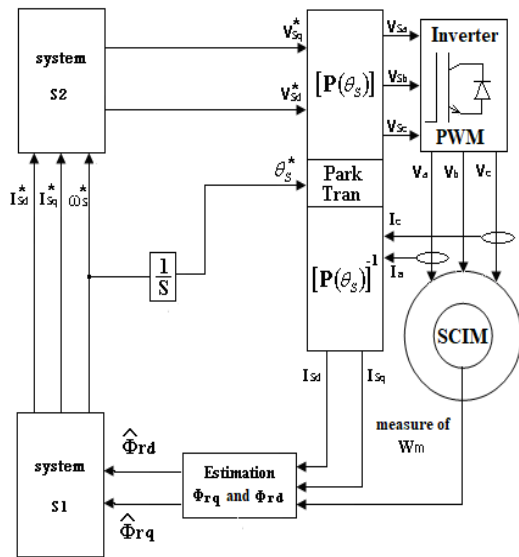 system
S2
V*Sq
V*Sd
[P(θS)]
VSa
VSb
VSc
Inverter
PWM
Va
Vb
Vc
I*Sd
I*Sq
ω*S
θS*
Park
Tran
1
S
[P(θS)]-1
Ic
Ia
SCIM
ISd
ISq
measure of
Wm
system
S1
Φ̂rd
Φ̂rq
Estimation
Φrq and Φrd